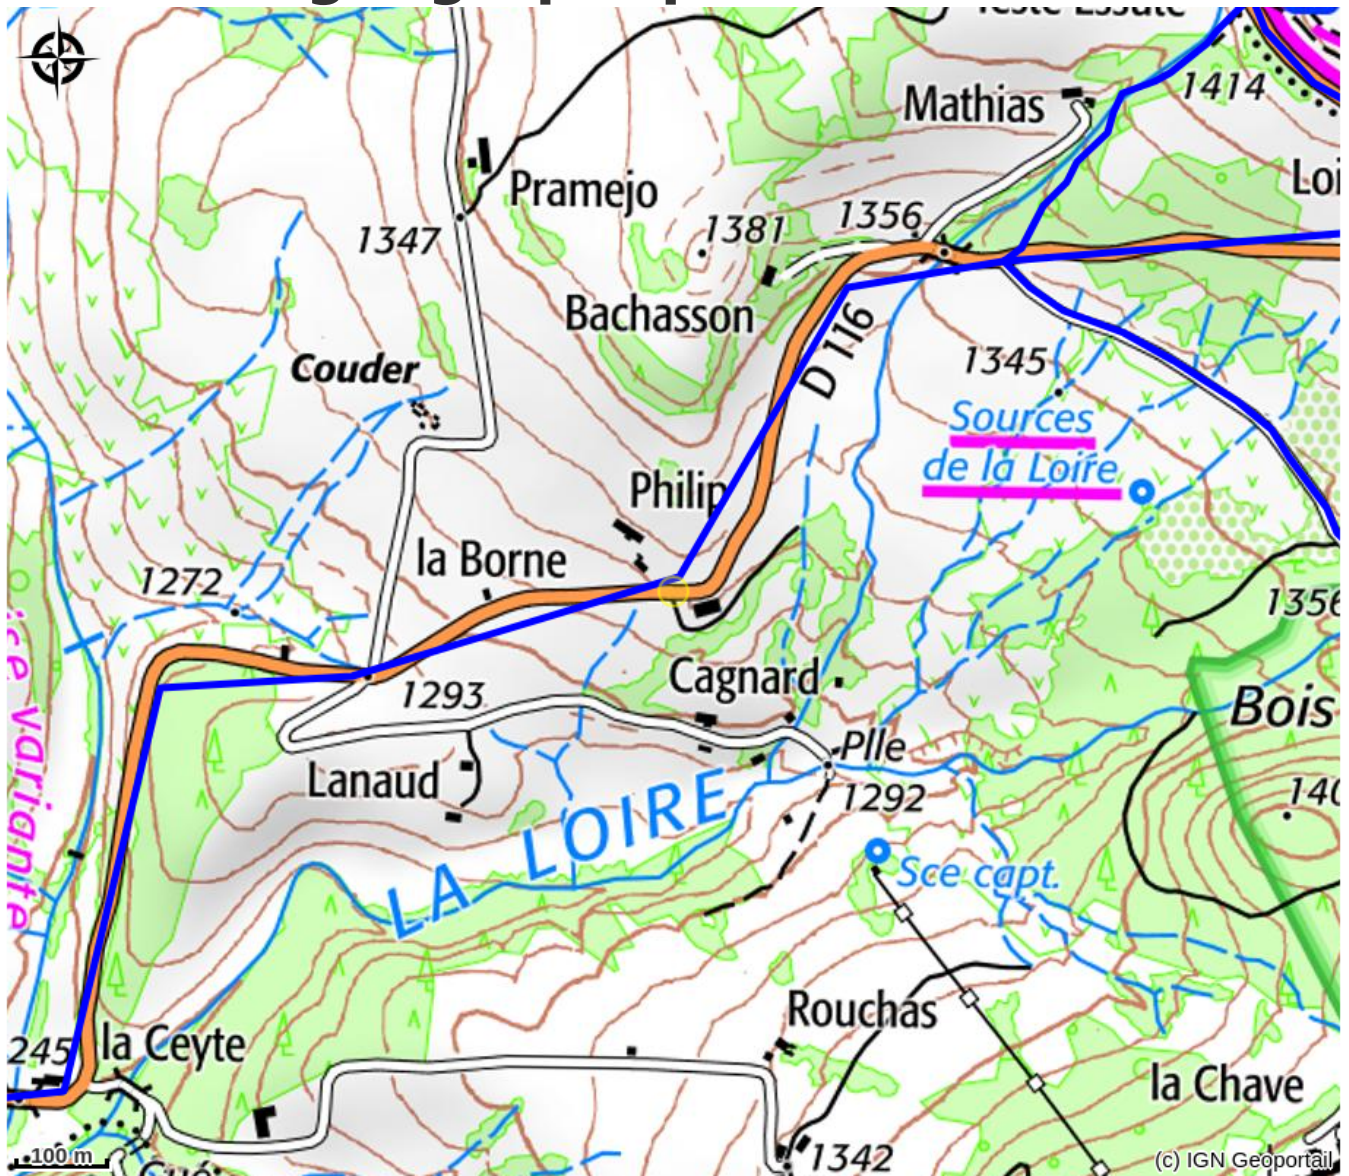 Mathias
1414
Pramejo
1347
1381
1356
Bachasson
D 116
Couder
1345
Sources
de la Loire
Philip
la Borne
1272
1356
1293
Cagnard
Bois
Plle
Lanaud
1292
LA LOIRE
Sce capt.
variante
Rouchas
245
la Ceyte
la Chave
1342
100 m
(c) IGN Geoportail